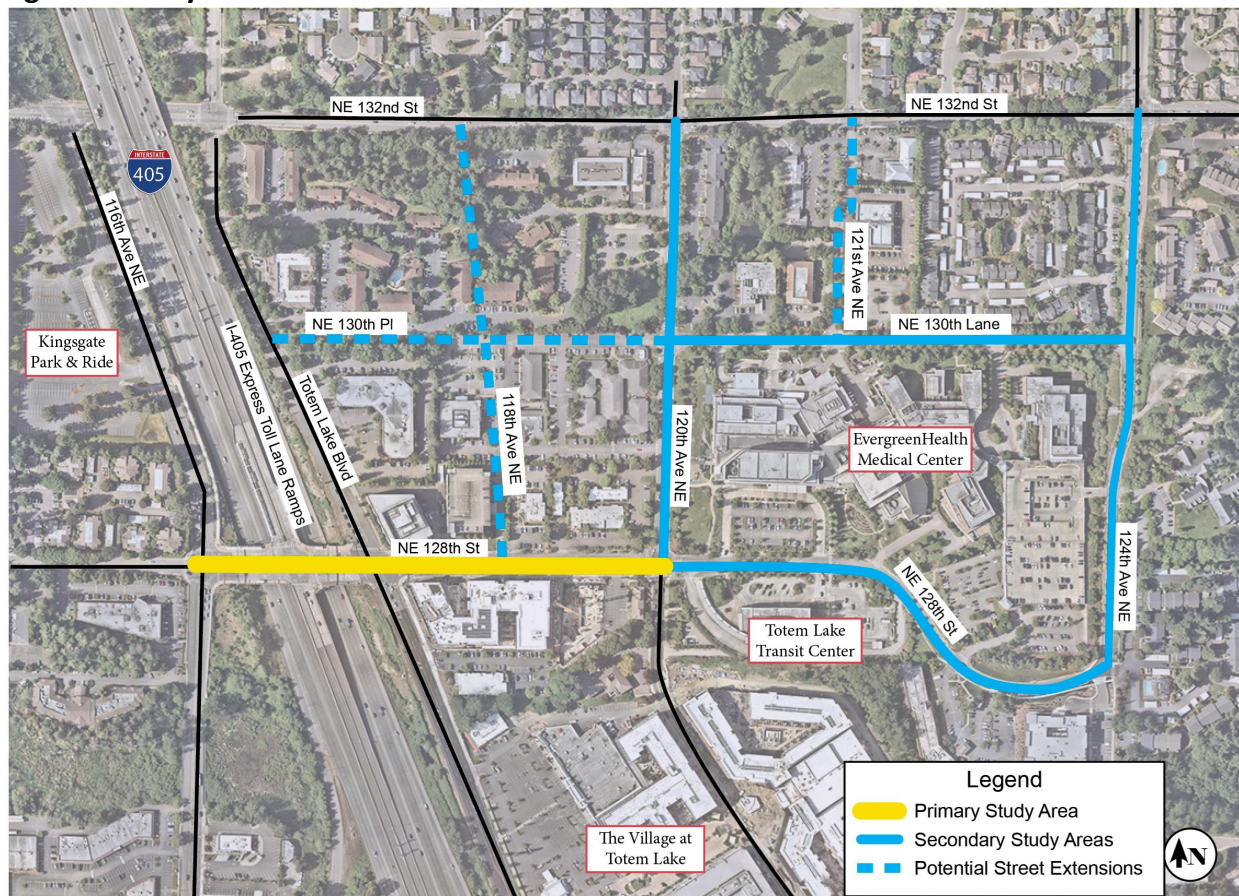 NE 132nd St
NE 132nd St
INTERSTATE
405
116th Ave NE
121st Ave NE
NE 130th Pl
NE 130th Lane
Kingsgate
Park & Ride
I-405 Express Toll Lane Ramps
Totem Lake Blvd
118th Ave NE
120th Ave NE
EvergreenHealth
Medical Center
NE 128th St
NE 128th St
124th Ave NE
Totem Lake
Transit Center
The Village at
Totem Lake
Legend
Primary Study Area
Secondary Study Areas
Potential Street Extensions
N